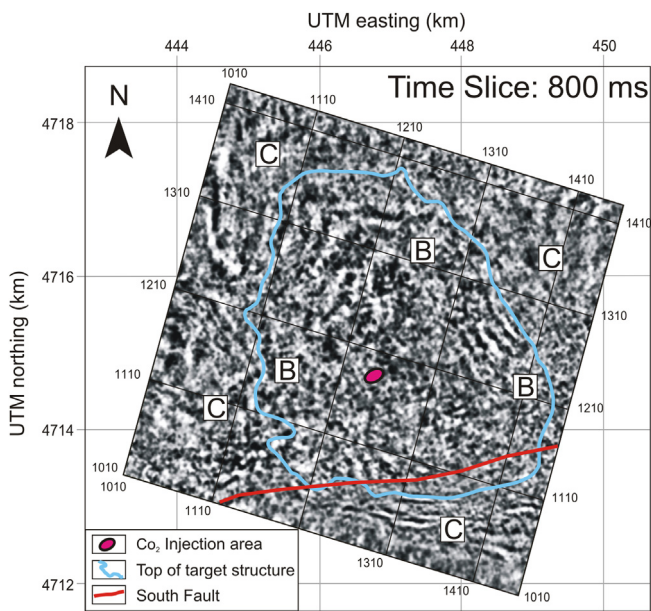 UTM easting (km)
444
446
448
450
Time Slice: 800 ms
N
1010
1410
1110
1210
1310
1410
1410
4718
C
1310
B
C
4716
1210
1310
UTM northing (km)
1110
B
B
C
1210
4714
1010
1010
1110
1110
C
1310
1410
1010
4712
Co₂ Injection area
Top of target structure
South Fault